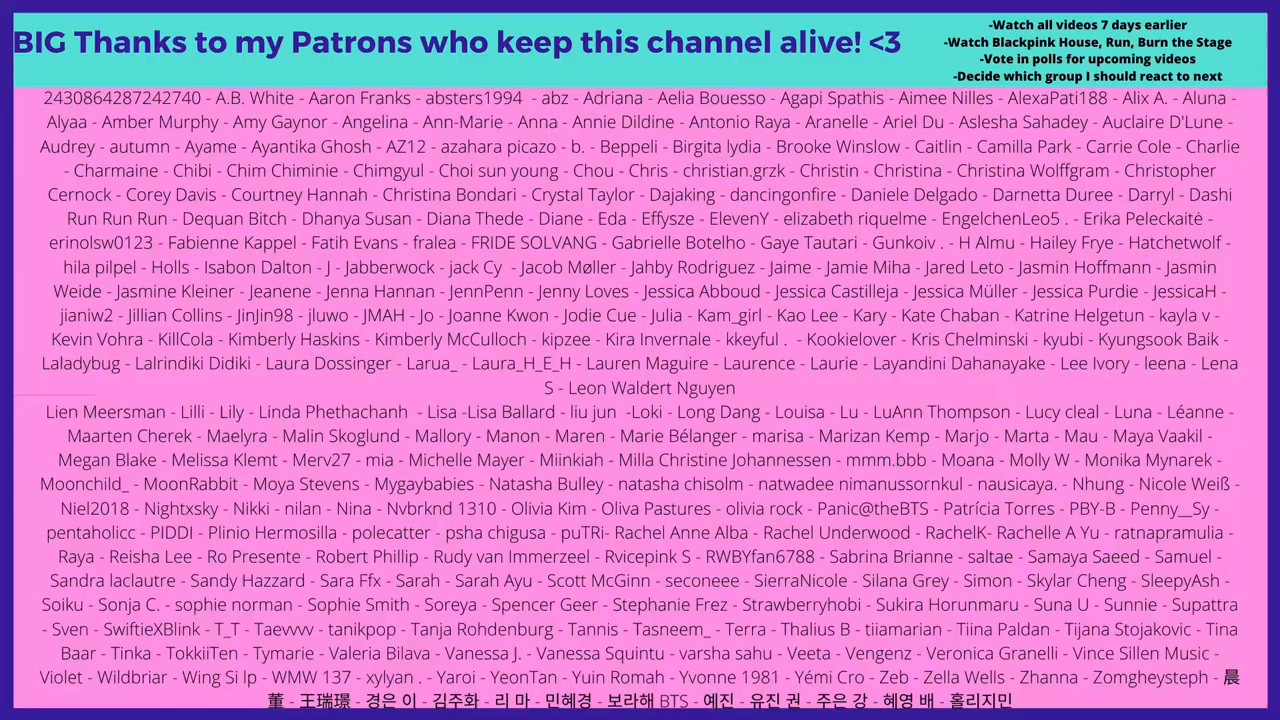 BIG Thanks to my Patrons who keep this channel alive! <3
-Watch all videos 7 days earlier
-Watch Blackpink House, Run, Burn the Stage
-Vote in polls for upcoming videos
-Decide which group I should react to next
2430864287242740 - A.B. White - Aaron Franks - absters1994 - abz - Adriana - Aelia Bouesso - Agapi Spathis - Aimee Nilles - AlexaPati188 - Alix A. - Aluna -
Alyaa - Amber Murphy - Amy Gaynor - Angelina - Ann-Marie - Anna - Annie Dildine - Antonio Raya - Aranelle - Ariel Du - Aslesha Sahadey - Auclaire D'Lune -
Audrey - autumn - Ayame - Ayantika Ghosh - AZ12 - azahara picazo - b. - Beppeli - Birgita lydia - Brooke Winslow - Caitlin - Camilla Park - Carrie Cole - Charlie
- Charmaine - Chibi - Chim Chiminie - Chimgyul - Choi sun young - Chou - Chris - christian.grzk - Christin - Christina - Christina Wolffgram - Christopher
Cernock - Corey Davis - Courtney Hannah - Christina Bondari - Crystal Taylor - Dajaking - dancingonfire - Daniele Delgado - Darnetta Duree - Darryl - Dashi
Run Run Run - Dequan Bitch - Dhanya Susan - Diana Thede - Diane - Eda - Effysze - ElevenY - elizabeth riquelme - EngelchenLeo5 . - Erika Peleckaitė -
erinolsw0123 - Fabienne Kappel - Fatih Evans - fralea - FRIDE SOLVANG - Gabrielle Botelho - Gaye Tautari - Gunkoiv . - H Almu - Hailey Frye - Hatchetwolf -
hila pilpel - Holls - Isabon Dalton - J - Jabberwock - jack Cy - Jacob Møller - Jahby Rodriguez - Jaime - Jamie Miha - Jared Leto - Jasmin Hoffmann - Jasmin
Weide - Jasmine Kleiner - Jeanene - Jenna Hannan - JennPenn - Jenny Loves - Jessica Abboud - Jessica Castilleja - Jessica Müller - Jessica Purdie - JessicaH -
jianiw2 - Jillian Collins - JinJin98 - jluwo - JMAH - Jo - Joanne Kwon - Jodie Cue - Julia - Kam_girl - Kao Lee - Kary - Kate Chaban - Katrine Helgetun - kayla v -
Kevin Vohra - KillCola - Kimberly Haskins - Kimberly McCulloch - kipzee - Kira Invernale - kkeyful . - Kookielover - Kris Chelminski - kyubi - Kyungsook Baik -
Laladybug - Lalrindiki Didiki - Laura Dossinger - Larua_ - Laura_H_E_H - Lauren Maguire - Laurence - Laurie - Layandini Dahanayake - Lee Ivory - leena - Lena
S - Leon Waldert Nguyen
Lien Meersman - Lilli - Lily - Linda Phethachanh - Lisa -Lisa Ballard - liu jun -Loki - Long Dang - Louisa - Lu - LuAnn Thompson - Lucy cleal - Luna - Léanne -
Maarten Cherek - Maelyra - Malin Skoglund - Mallory - Manon - Maren - Marie Bélanger - marisa - Marizan Kemp - Marjo - Marta - Mau - Maya Vaakil -
Megan Blake - Melissa Klemt - Merv27 - mia - Michelle Mayer - Miinkiah - Milla Christine Johannessen - mmm.bbb - Moana - Molly W - Monika Mynarek -
Moonchild_ - MoonRabbit - Moya Stevens - Mygaybabies - Natasha Bulley - natasha chisolm - natwadee nimanussornkul - nausicaya. - Nhung - Nicole Weiß -
Niel2018 - Nightxsky - Nikki - nilan - Nina - Nvbrknd 1310 - Olivia Kim - Oliva Pastures - olivia rock - Panic@theBTS - Patrícia Torres - PBY-B - Penny__Sy -
pentaholicc - PIDDI - Plinio Hermosilla - polecatter - psha chigusa - puTRi- Rachel Anne Alba - Rachel Underwood - RachelK- Rachelle A Yu - ratnapramulia -
Raya - Reisha Lee - Ro Presente - Robert Phillip - Rudy van Immerzeel - Rvicepink S - RWBYfan6788 - Sabrina Brianne - saltae - Samaya Saeed - Samuel -
Sandra laclautre - Sandy Hazzard - Sara Ffx - Sarah - Sarah Ayu - Scott McGinn - seconeee - SierraNicole - Silana Grey - Simon - Skylar Cheng - SleepyAsh -
Soiku - Sonja C. - sophie norman - Sophie Smith - Soreya - Spencer Geer - Stephanie Frez - Strawberryhobi - Sukira Horunmaru - Suna U - Sunnie - Supattra
- Sven - SwiftieXBlink - T_T - Taevvvv - tanikpop - Tanja Rohdenburg - Tannis - Tasneem_ - Terra - Thalius B - tiiamarian - Tiina Paldan - Tijana Stojakovic - Tina
Baar - Tinka - TokkiiTen - Tymarie - Valeria Bilava - Vanessa J. - Vanessa Squintu - varsha sahu - Veeta - Vengenz - Veronica Granelli - Vince Sillen Music -
Violet - Wildbriar - Wing Si Ip - WMW 137 - xylyan . - Yaroi - YeonTan - Yuin Romah - Yvonne 1981 - Yémi Cro - Zeb - Zella Wells - Zhanna - Zomgheysteph - 晨
董 - 王瑞璟 - 경은 이 - 김주화 - 리 마 - 민혜경 - 보라해 BTS - 예진 - 유진 권 - 주은 강 - 혜영 배 - 홀리지민